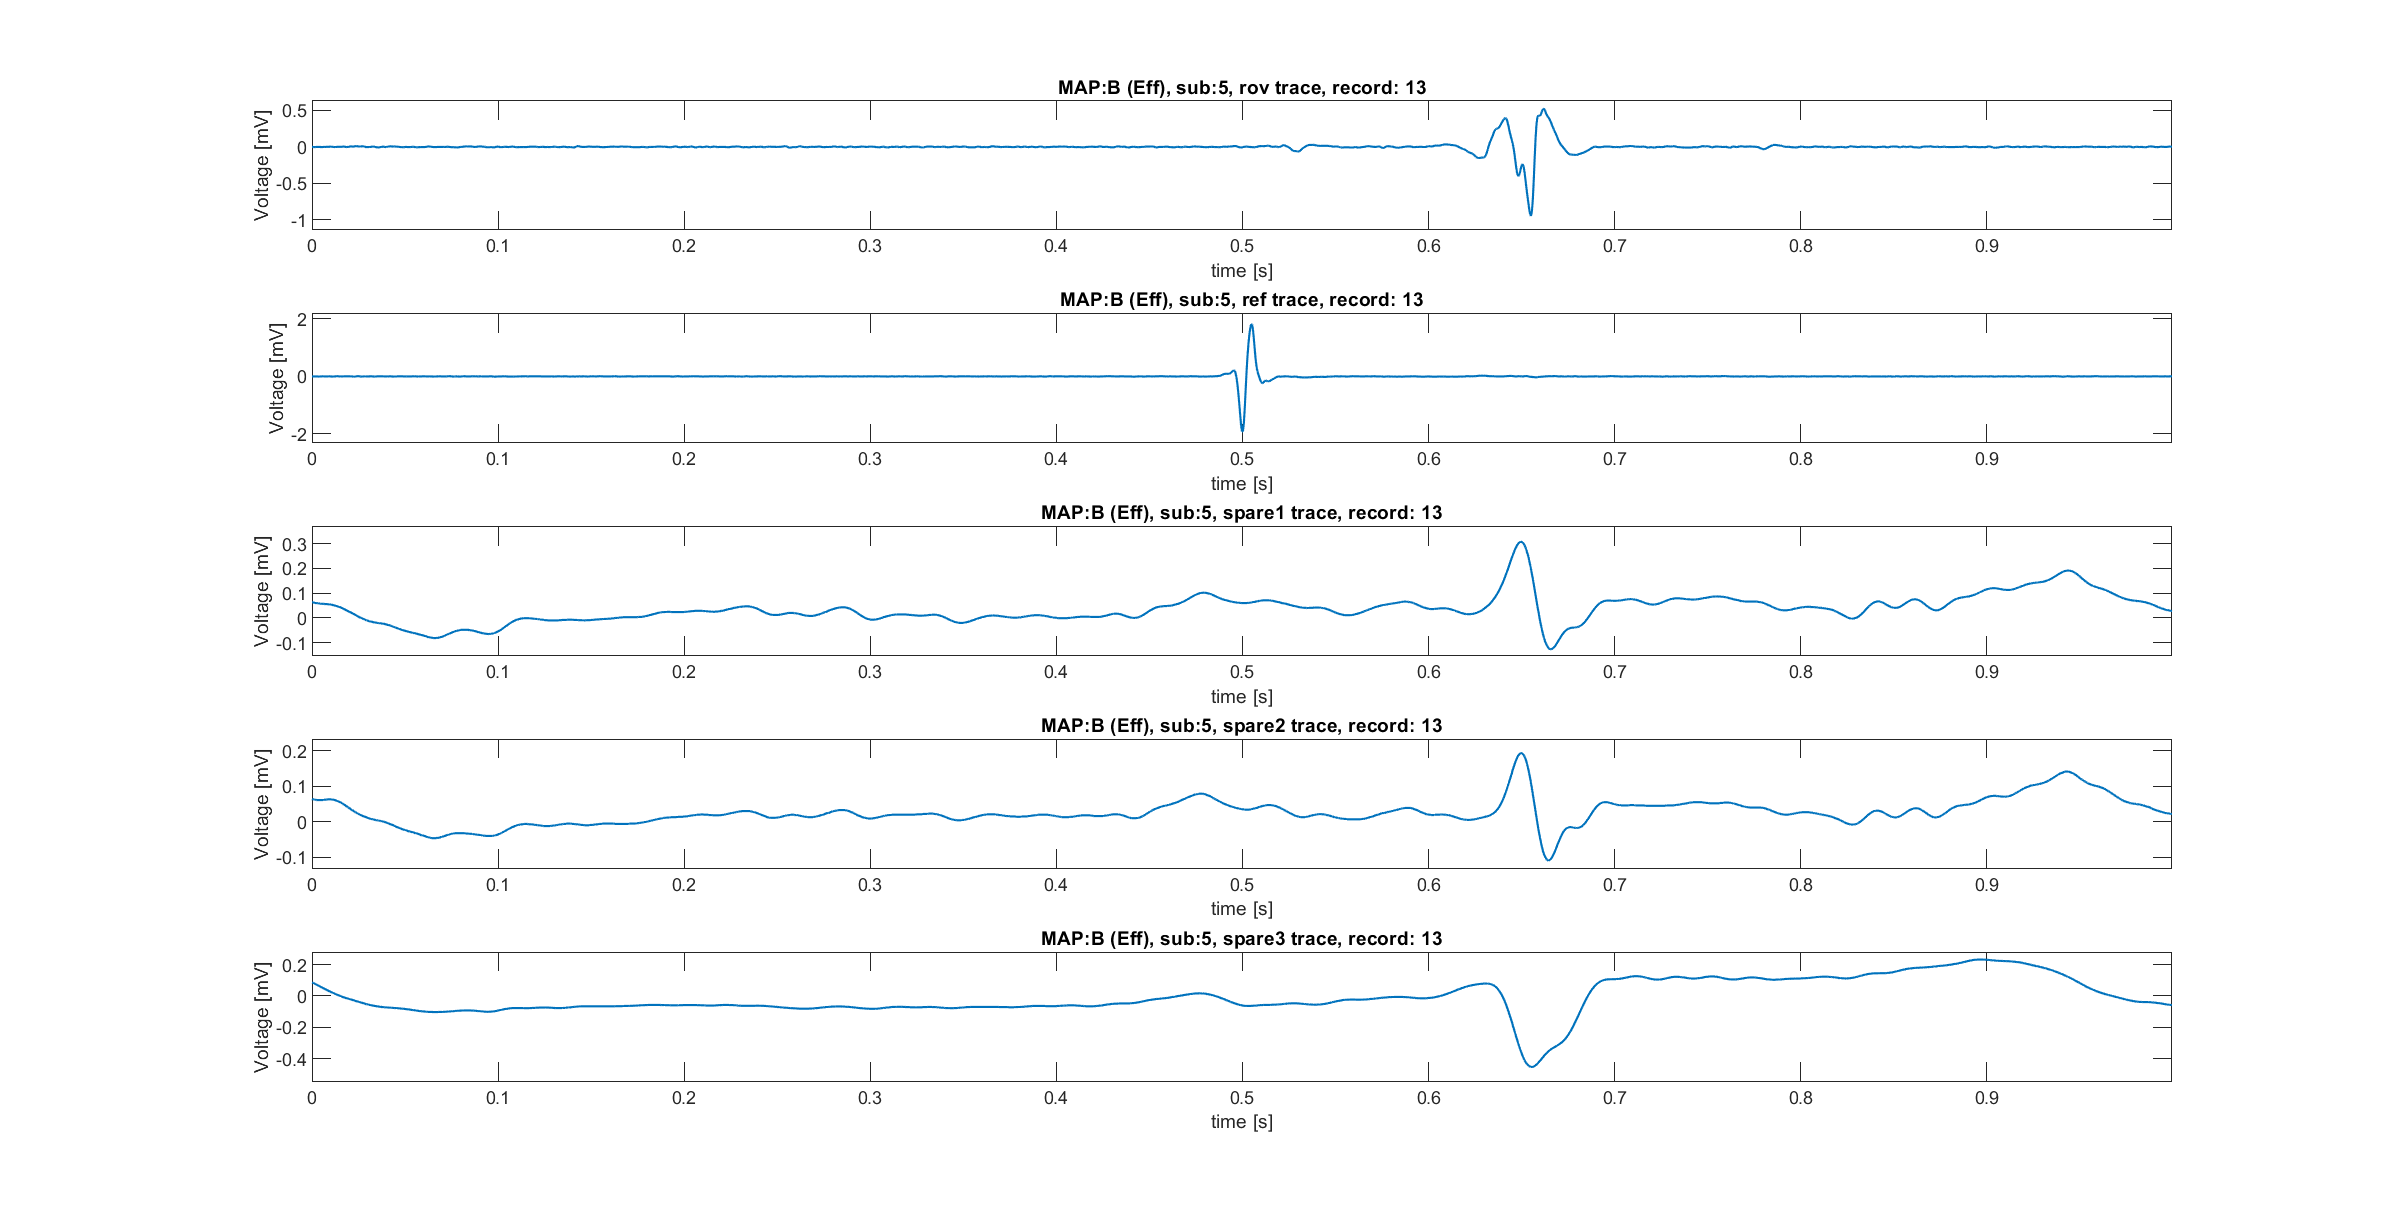 MAP:B (Eff), sub:5, rov trace, record: 13
Voltage [mV]
0.5
0
-0.5
-1
0 0.1 0.2 0.3 0.4 0.5 0.6 0.7 0.8 0.9
time [s]
MAP:B (Eff), sub:5, ref trace, record: 13
Voltage [mV]
2
0
-2
0 0.1 0.2 0.3 0.4 0.5 0.6 0.7 0.8 0.9
time [s]
MAP:B (Eff), sub:5, spare1 trace, record: 13
Voltage [mV]
0.3
0.2
0.1
0
-0.1
0 0.1 0.2 0.3 0.4 0.5 0.6 0.7 0.8 0.9
time [s]
MAP:B (Eff), sub:5, spare2 trace, record: 13
Voltage [mV]
0.2
0.1
0
-0.1
0 0.1 0.2 0.3 0.4 0.5 0.6 0.7 0.8 0.9
time [s]
MAP:B (Eff), sub:5, spare3 trace, record: 13
Voltage [mV]
0.2
0
-0.2
-0.4
0 0.1 0.2 0.3 0.4 0.5 0.6 0.7 0.8 0.9
time [s]